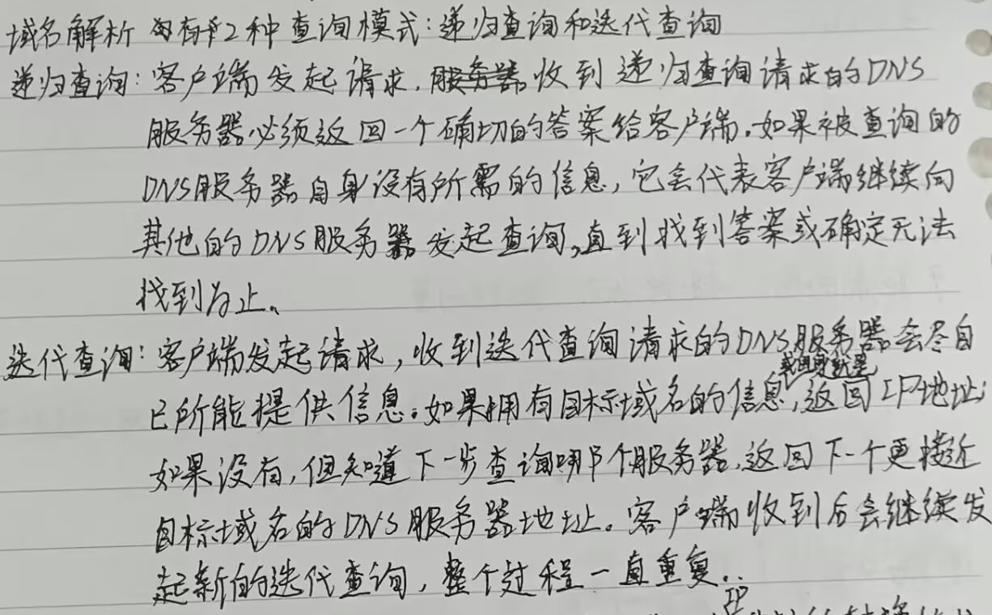 域名解析有2种查询模式:递归查询和迭代查询
递归查询:客户端发起请求,服务器收到递归查询请求的DNS
服务器必须返回一个确切的答案给客户端。如果被查询的
DNS服务器自身没有所需的信息,它会代表客户端继续向
其他的DNS服务器发起查询,直到找到答案或确定无法
找到为止。
迭代查询:客户端发起请求,收到迭代查询请求的DNS服务器会尽自
己所能提供信息。如果拥有目标域名的信息,返回IP地址;
如果没有,但知道下一步查询哪个服务器,返回下一个更接近
目标域名的DNS服务器地址。客户端收到后会继续发
起新的迭代查询,整个过程一直重复..
IP